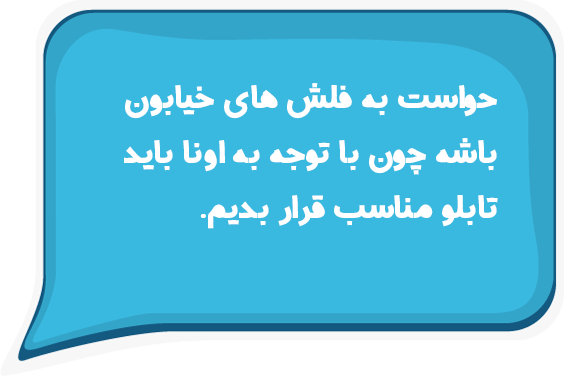 حواست به فلش های خیابون
باشه چون با توجه به اونا باید
تابلو مناسب قرار بدیم.